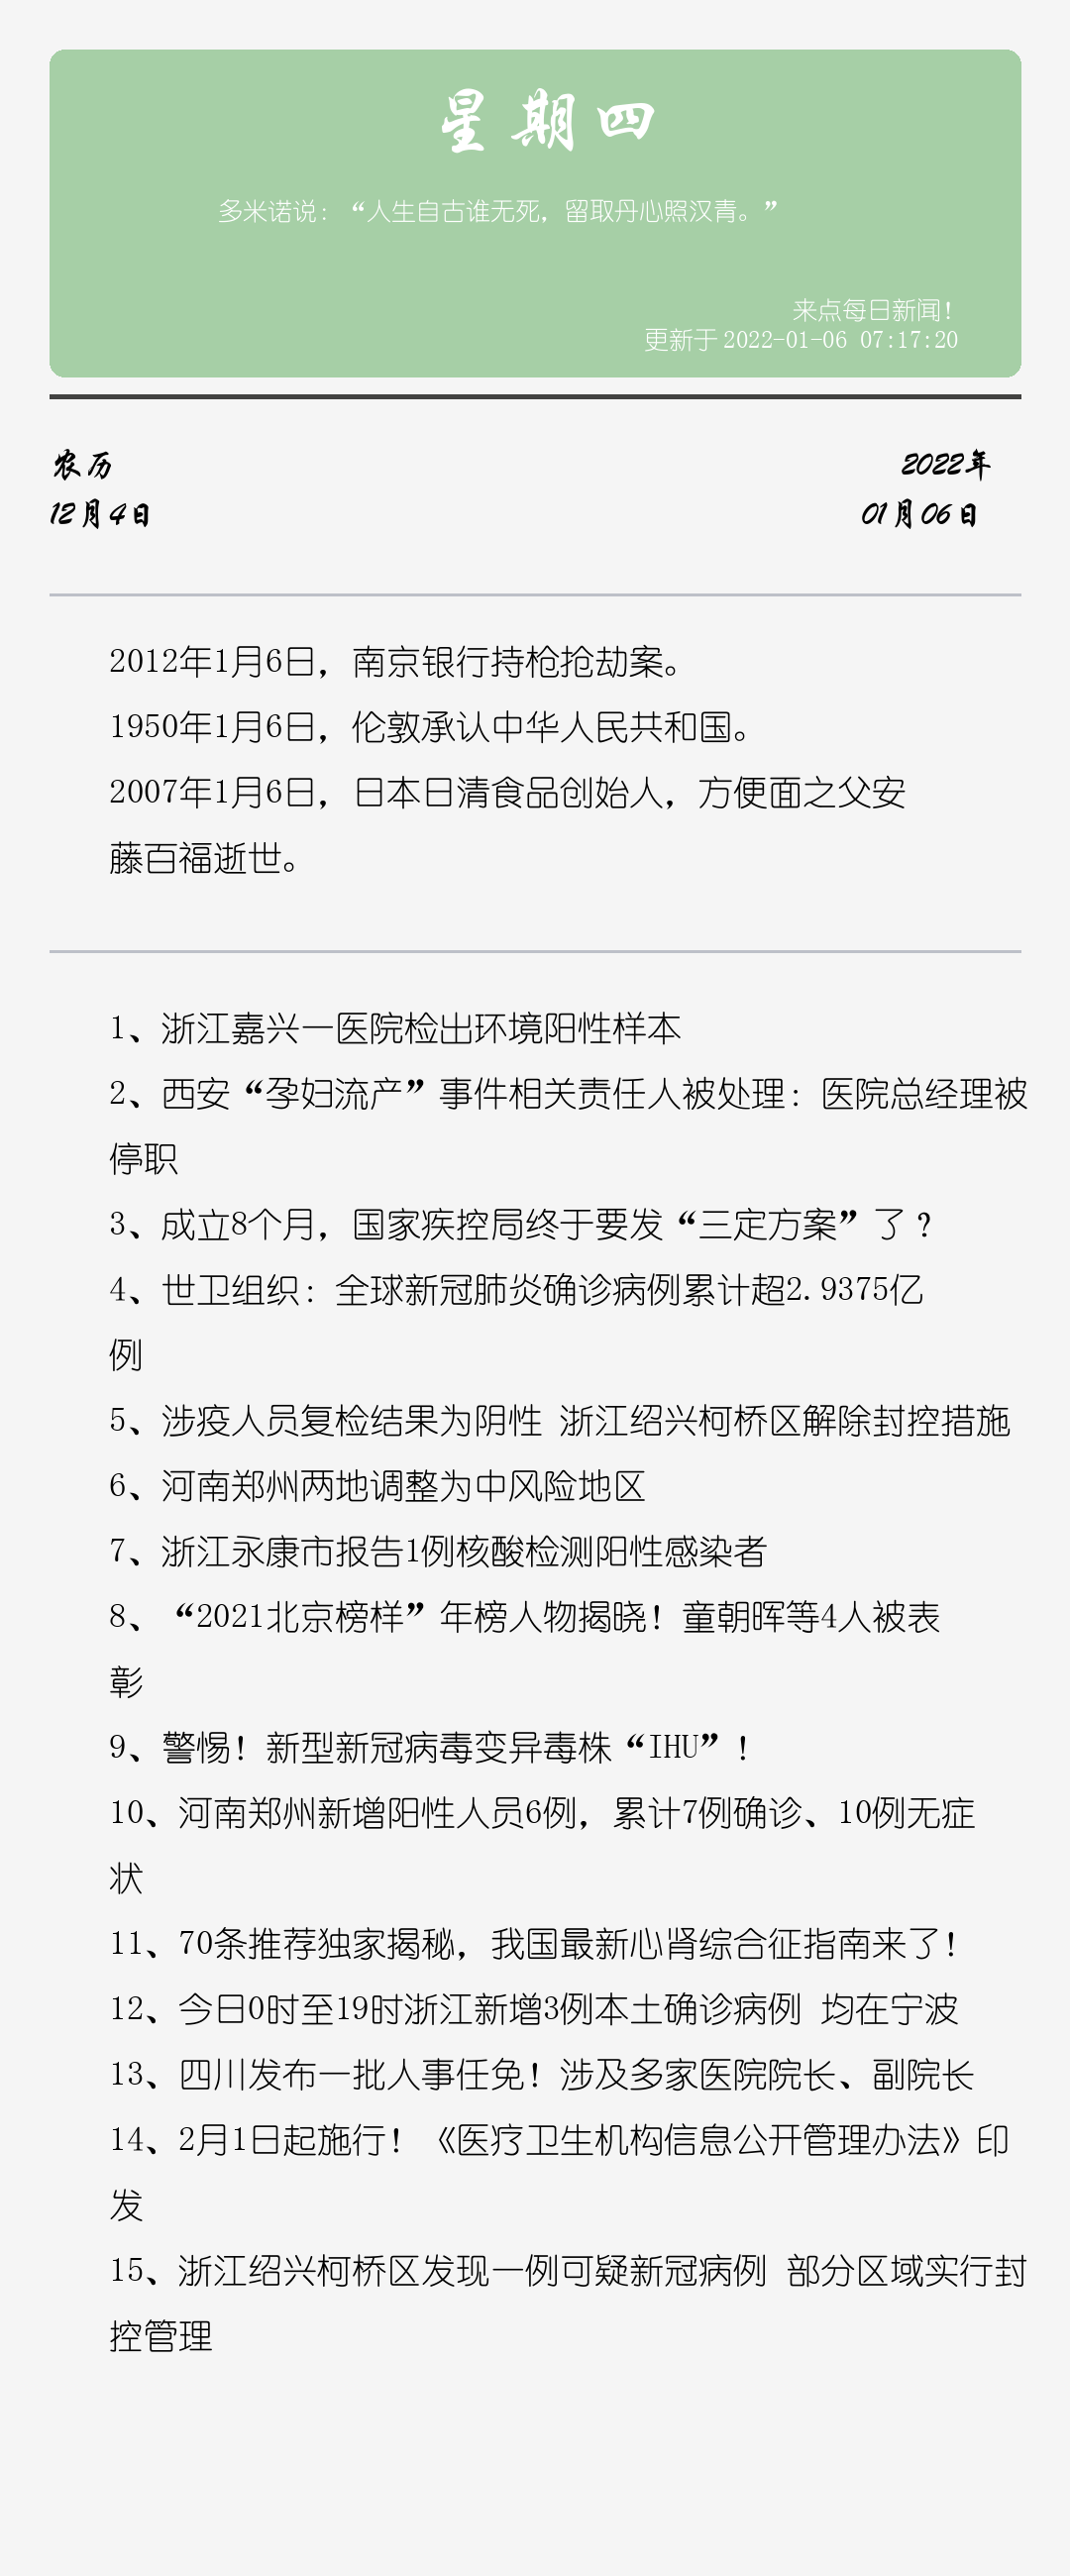 星期四
多米诺说：“人生自古谁无死，留取丹心照汉青。”
来点每日新闻！
更新于 2022-01-06 07:17:20
农历
2022年
12月4日
01月06日
2012年1月6日，南京银行持枪抢劫案。
1950年1月6日，伦敦承认中华人民共和国。
2007年1月6日，日本日清食品创始人，方便面之父安
藤百福逝世。
1、浙江嘉兴一医院检出环境阳性样本
2、西安“孕妇流产”事件相关责任人被处理：医院总经理被
停职
3、成立8个月，国家疾控局终于要发“三定方案”了？
4、世卫组织：全球新冠肺炎确诊病例累计超2.9375亿
例
5、涉疫人员复检结果为阴性 浙江绍兴柯桥区解除封控措施
6、河南郑州两地调整为中风险地区
7、浙江永康市报告1例核酸检测阳性感染者
8、“2021北京榜样”年榜人物揭晓！童朝晖等4人被表
彰
9、警惕！新型新冠病毒变异毒株“IHU”！
10、河南郑州新增阳性人员6例，累计7例确诊、10例无症
状
11、70条推荐独家揭秘，我国最新心肾综合征指南来了！
12、今日0时至19时浙江新增3例本土确诊病例 均在宁波
13、四川发布一批人事任免！涉及多家医院院长、副院长
14、2月1日起施行！《医疗卫生机构信息公开管理办法》印
发
15、浙江绍兴柯桥区发现一例可疑新冠病例 部分区域实行封
控管理